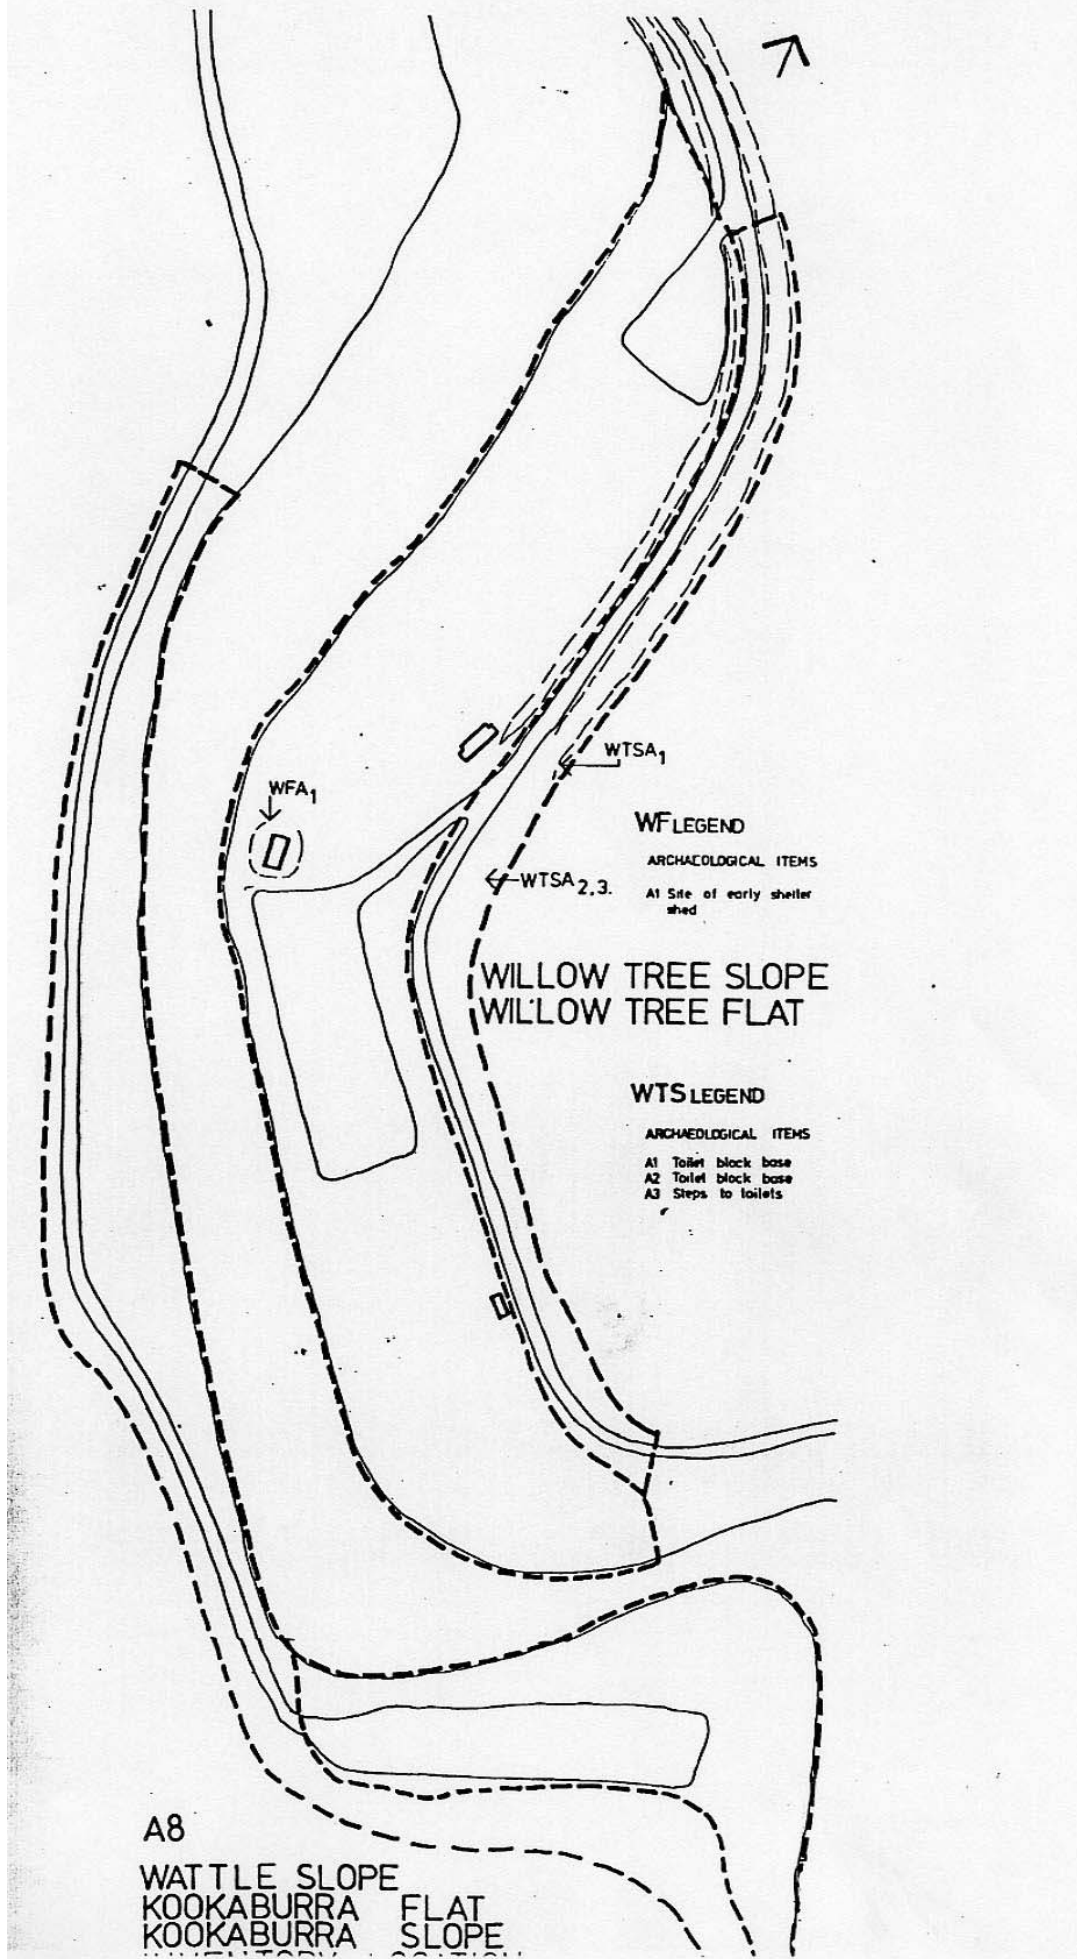 WTSA1
WFA1
WF LEGEND
ARCHAEOLOGICAL ITEMS
A1 Site of early shelter
shed
WTSA2,3.
WILLOW TREE SLOPE
WILLOW TREE FLAT
WTS LEGEND
ARCHAEOLOGICAL ITEMS
A1 Toilet block base
A2 Toilet block base
A3 Steps to toilets
A8
WATTLE SLOPE
KOOKABURRA FLAT
KOOKABURRA SLOPE